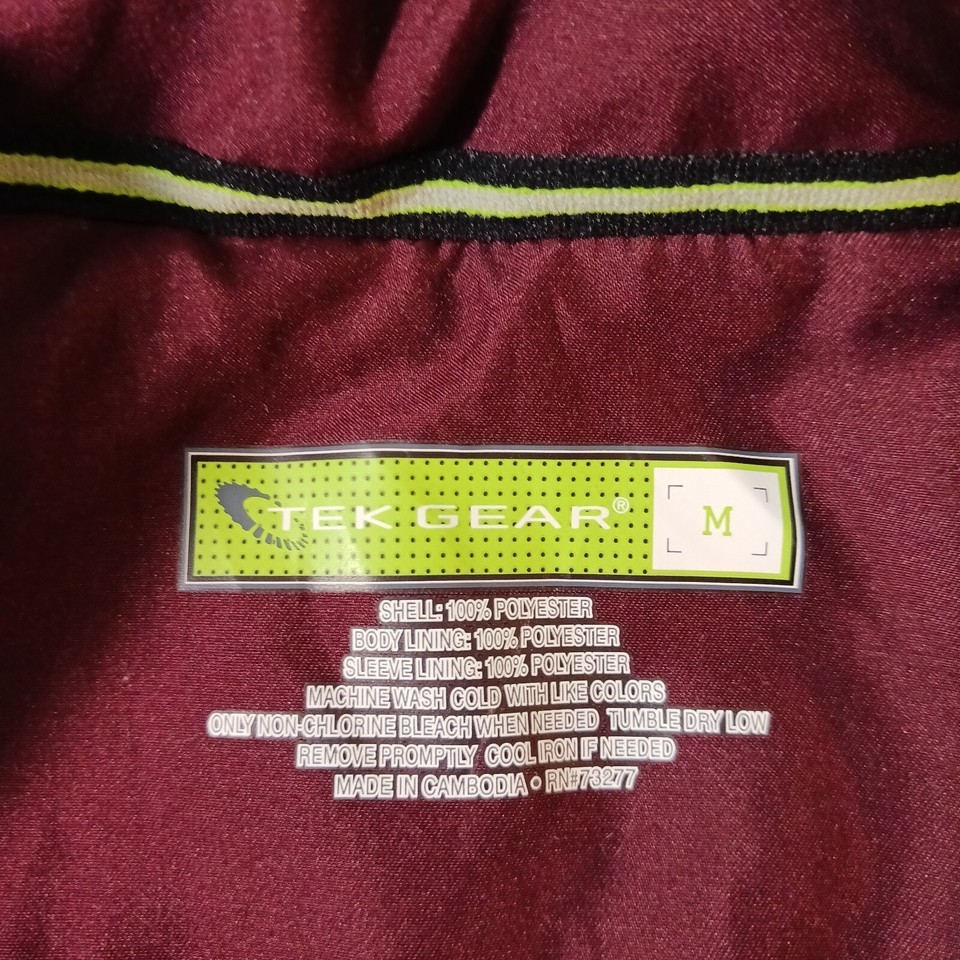 TEK GEAR® M
SHELL: 100% POLYESTER
BODY LINING: 100% POLYESTER
SLEEVE LINING: 100% POLYESTER
MACHINE WASH COLD WITH LIKE COLORS
ONLY NON-CHLORINE BLEACH WHEN NEEDED TUMBLE DRY LOW
REMOVE PROMPTLY COOL IRON IF NEEDED
MADE IN CAMBODIA • RN#73277